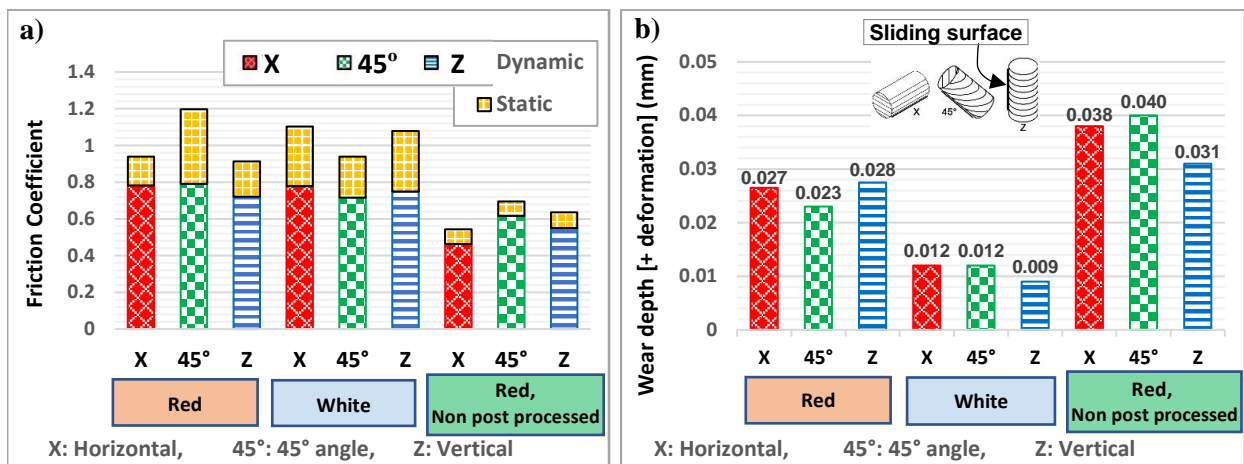 a)
X 45° Z Dynamic
Static
Friction Coefficient
1.4
1.2
1
0.8
0.6
0.4
0.2
0
X 45° Z X 45° Z X 45° Z
Red White Red,
Non post processed
X: Horizontal, 45°: 45° angle, Z: Vertical
b)
Sliding surface
X 45° Z
Wear depth [+ deformation] (mm)
0.05
0.04
0.03
0.02
0.01
0
0.027 0.023 0.028 0.012 0.012 0.009 0.038 0.040 0.031
X 45° Z X 45° Z X 45° Z
Red White Red,
Non post processed
X: Horizontal, 45°: 45° angle, Z: Vertical